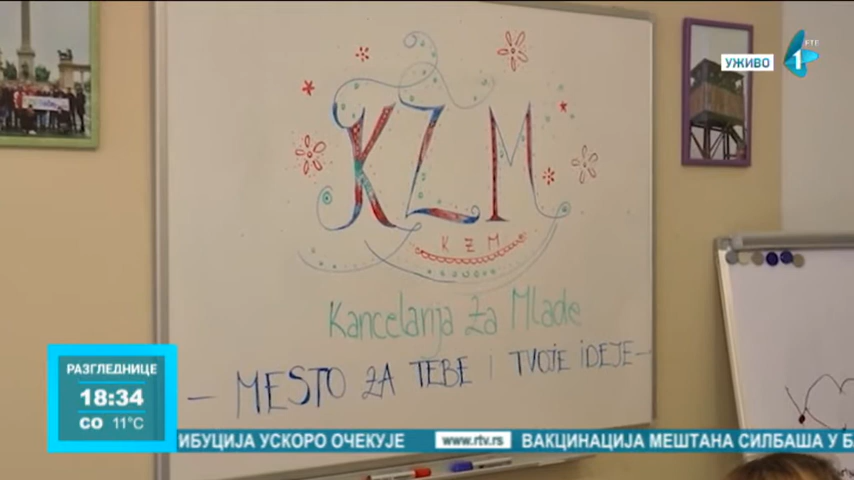 KZM
KZM
Kancelarija Za Mlade
— MESTO ZA TEBE I TVOJE IDEJE —
УЖИВО
1
РТС
РАЗГЛЕДНИЦЕ
18:34
СО 11°C
ИБУЦИЈА УСКОРО ОЧЕКУЈЕ www.rtv.rs ВАКЦИНАЦИЈА МЕШТАНА СИЛБАША У Б